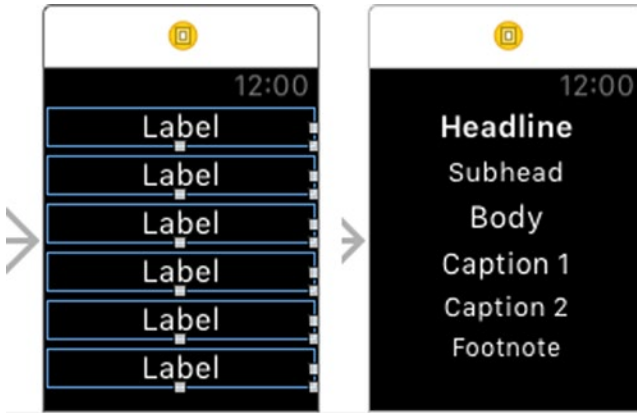 12:00
Label
Label
Label
Label
Label
Label
12:00
Headline
Subhead
Body
Caption 1
Caption 2
Footnote